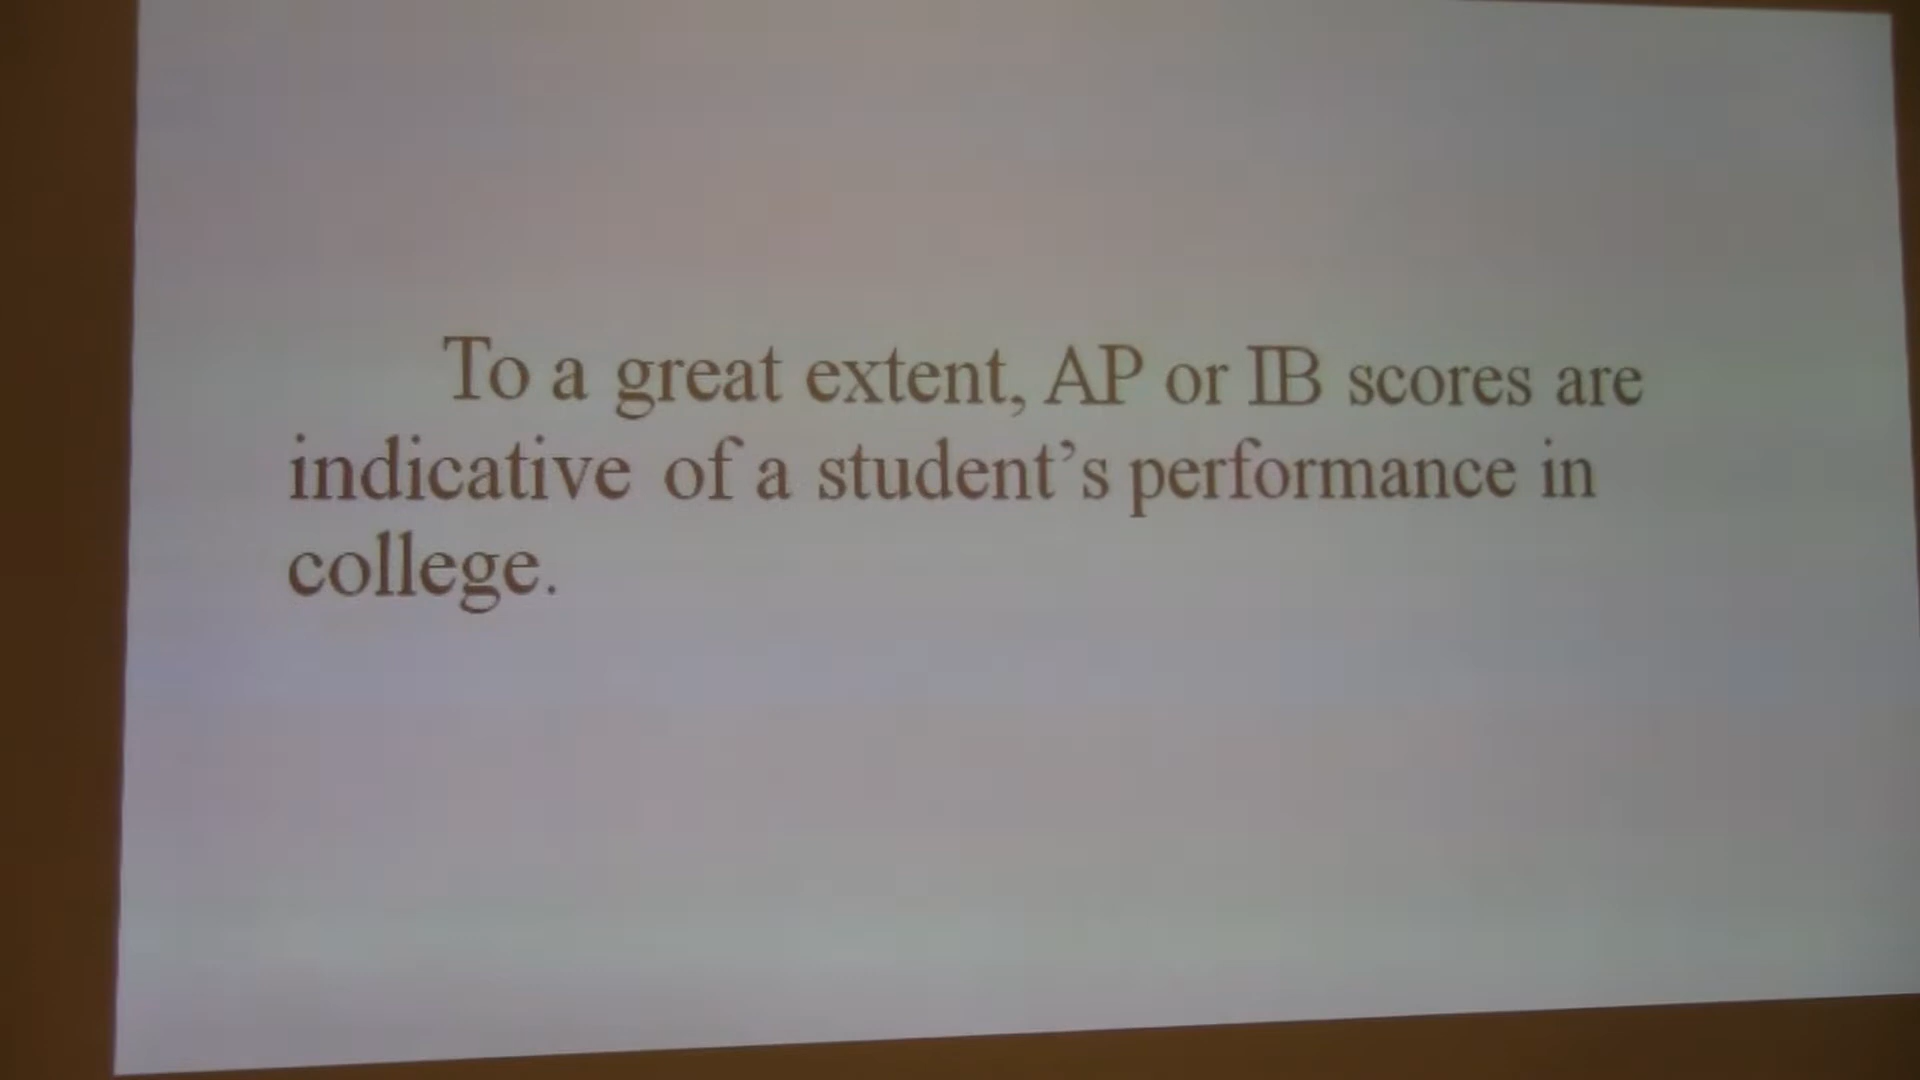 To a great extent, AP or IB scores are
indicative of a student’s performance in
college.